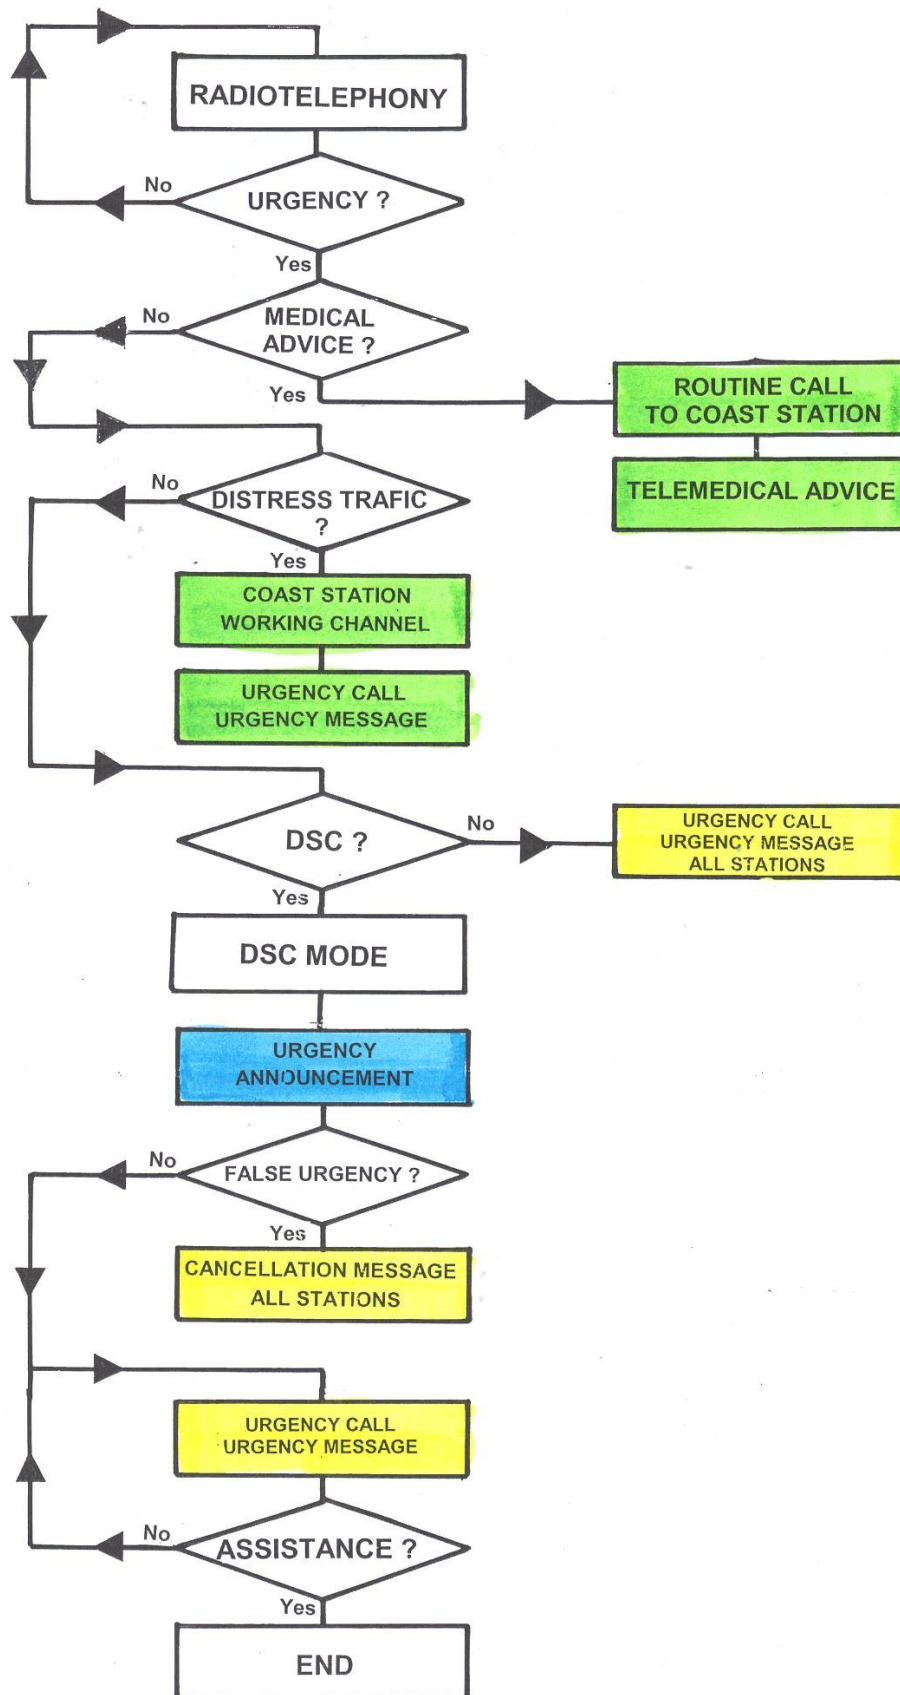 RADIOTELEPHONY
No
URGENCY ?
Yes
No
MEDICAL
ADVICE ?
Yes
ROUTINE CALL
TO COAST STATION
TELEMEDICAL ADVICE
No
DISTRESS TRAFIC
?
Yes
COAST STATION
WORKING CHANNEL
URGENCY CALL
URGENCY MESSAGE
DSC ?
No
URGENCY CALL
URGENCY MESSAGE
ALL STATIONS
Yes
DSC MODE
URGENCY
ANNOUNCEMENT
No
FALSE URGENCY ?
Yes
CANCELLATION MESSAGE
ALL STATIONS
URGENCY CALL
URGENCY MESSAGE
No
ASSISTANCE ?
Yes
END